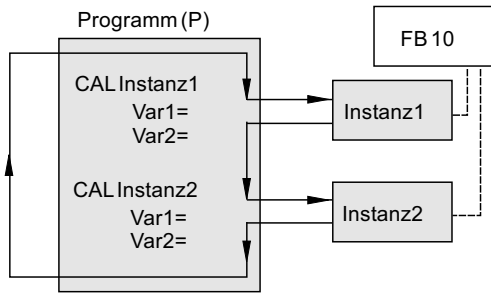 Programm (P)
FB 10
CAL Instanz1
Var1=
Var2=
Instanz1
CAL Instanz2
Var1=
Var2=
Instanz2